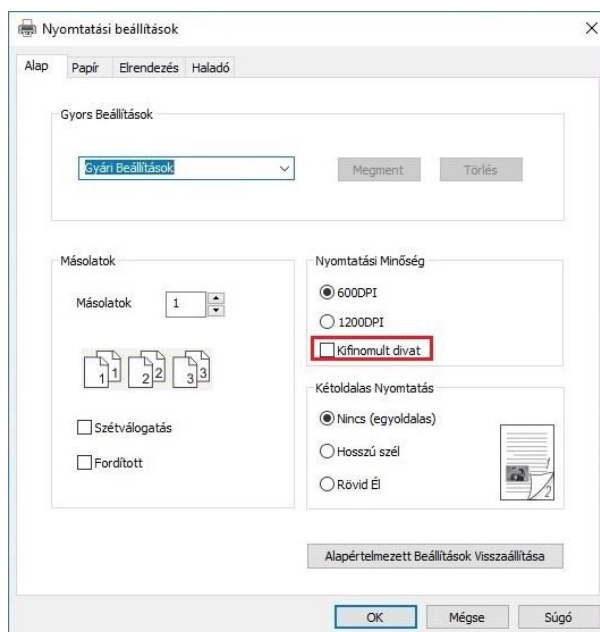 Nyomtatási beállítások
Alap Papír Elrendezés Haladó
Gyors Beállítások
Gyári Beállítások Megment Törlés
Másolatok
Másolatok 1
1 1 2 2 3 3
Szétválogatás
Fordított
Nyomtatási Minőség
600DPI
1200DPI
Kifinomult divat
Kétoldalas Nyomtatás
Nincs (egyoldalas)
Hosszú szél
Rövid Él
2
Alapértelmezett Beállítások Visszaállítása
OK Mégse Súgó